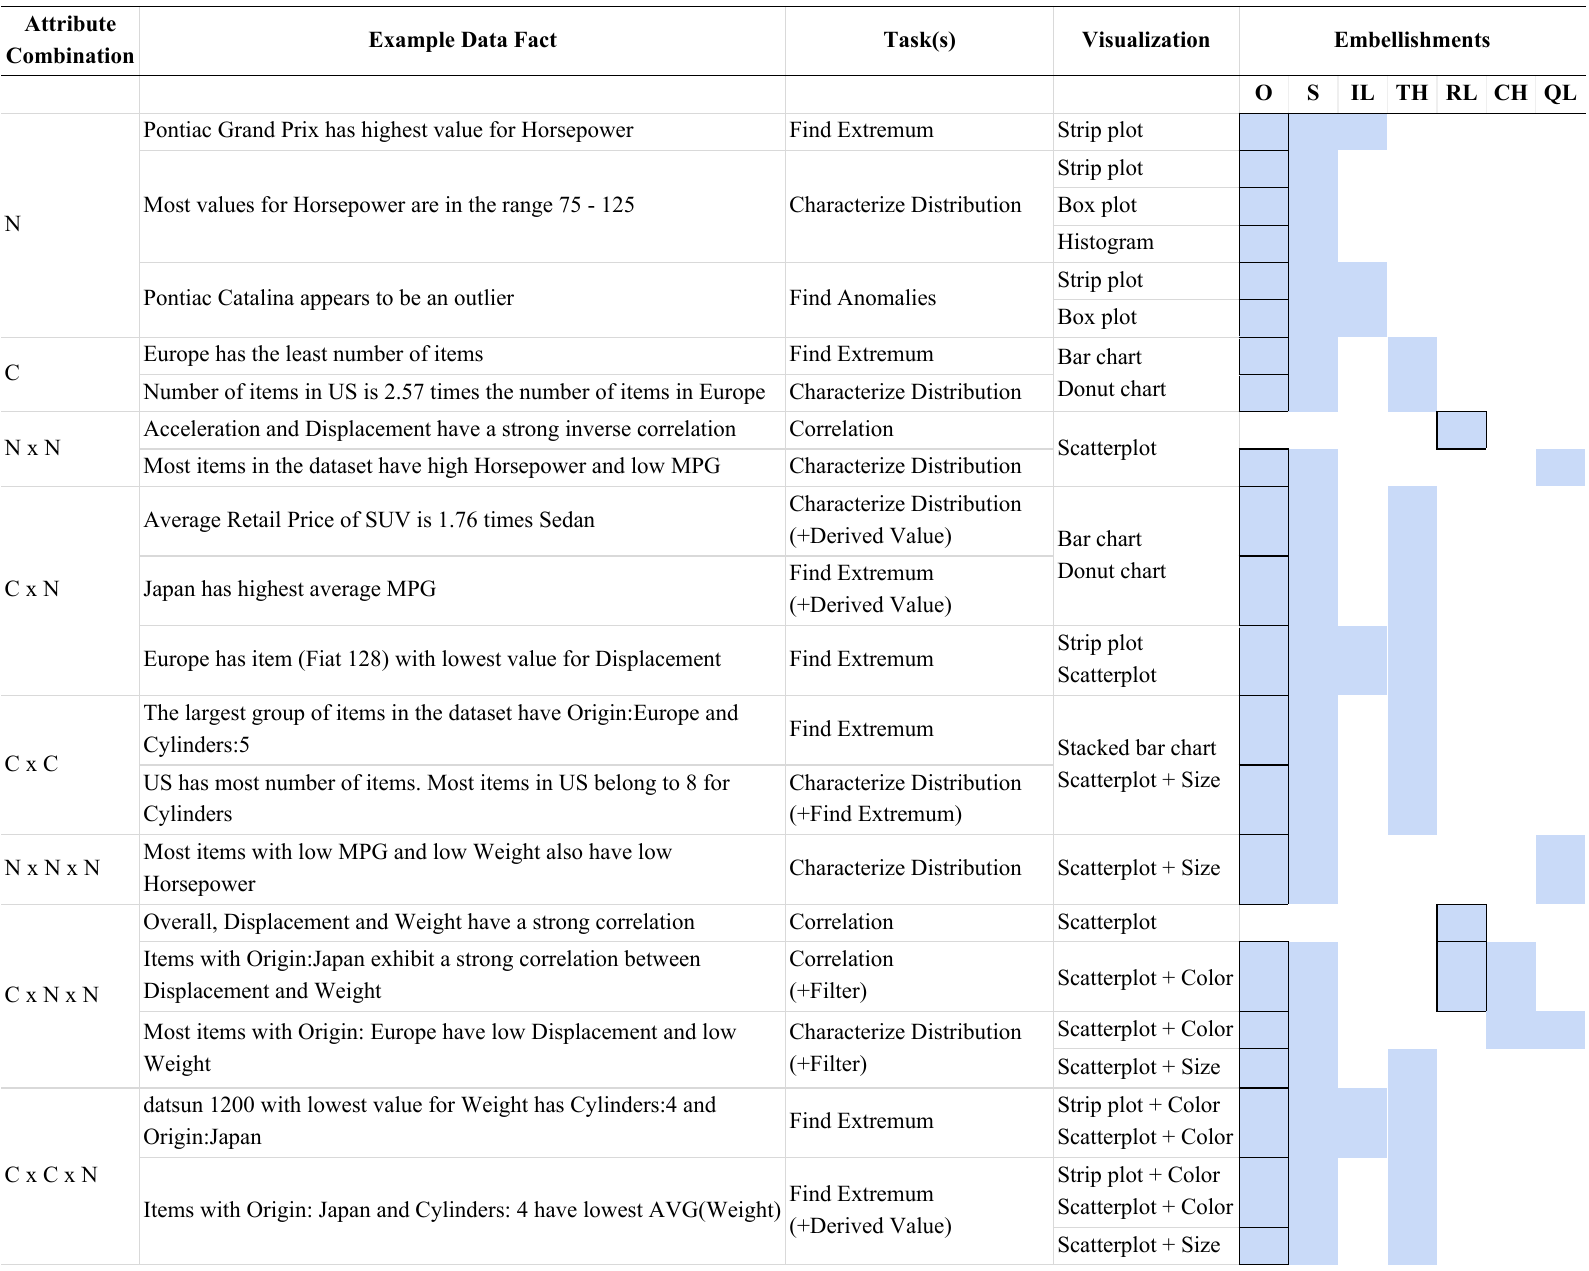 Attribute
Combination
Example Data Fact
Task(s)
Visualization
Embellishments
O S IL TH RL CH QL
N
Pontiac Grand Prix has highest value for Horsepower
Find Extremum
Strip plot
Most values for Horsepower are in the range 75 - 125
Characterize Distribution
Strip plot
Box plot
Histogram
Pontiac Catalina appears to be an outlier
Find Anomalies
Strip plot
Box plot
C
Europe has the least number of items
Find Extremum
Bar chart
Donut chart
Number of items in US is 2.57 times the number of items in Europe
Characterize Distribution
N x N
Acceleration and Displacement have a strong inverse correlation
Correlation
Scatterplot
Most items in the dataset have high Horsepower and low MPG
Characterize Distribution
C x N
Average Retail Price of SUV is 1.76 times Sedan
Characterize Distribution
(+Derived Value)
Bar chart
Donut chart
Japan has highest average MPG
Find Extremum
(+Derived Value)
Europe has item (Fiat 128) with lowest value for Displacement
Find Extremum
Strip plot
Scatterplot
C x C
The largest group of items in the dataset have Origin:Europe and
Cylinders:5
Find Extremum
Stacked bar chart
Scatterplot + Size
US has most number of items. Most items in US belong to 8 for
Cylinders
Characterize Distribution
(+Find Extremum)
N x N x N
Most items with low MPG and low Weight also have low
Horsepower
Characterize Distribution
Scatterplot + Size
C x N x N
Overall, Displacement and Weight have a strong correlation
Correlation
Scatterplot
Items with Origin:Japan exhibit a strong correlation between
Displacement and Weight
Correlation
(+Filter)
Scatterplot + Color
Most items with Origin: Europe have low Displacement and low
Weight
Characterize Distribution
(+Filter)
Scatterplot + Color
Scatterplot + Size
C x C x N
datsun 1200 with lowest value for Weight has Cylinders:4 and
Origin:Japan
Find Extremum
Strip plot + Color
Scatterplot + Color
Items with Origin: Japan and Cylinders: 4 have lowest AVG(Weight)
Find Extremum
(+Derived Value)
Strip plot + Color
Scatterplot + Color
Scatterplot + Size